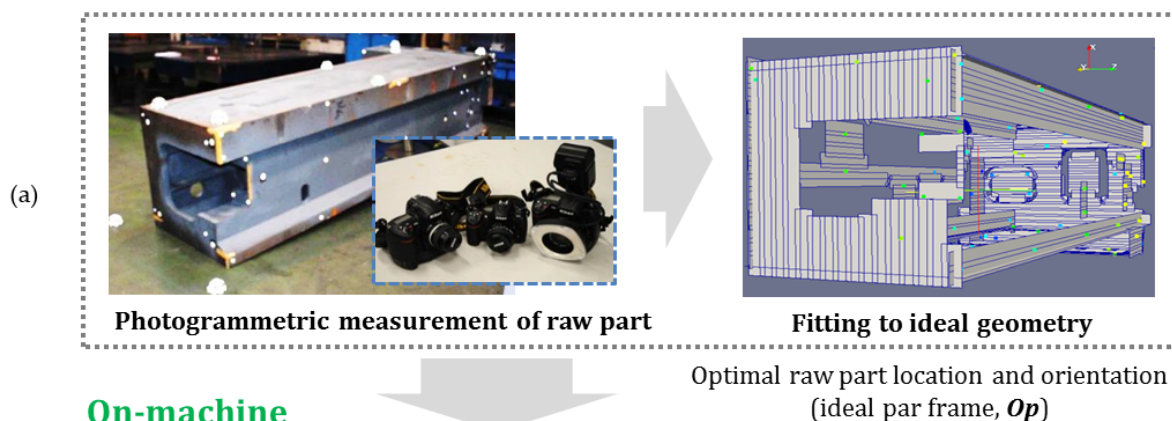 (a)
Photogrammetric measurement of raw part
Fitting to ideal geometry
Optimal raw part location and orientation
(ideal par frame, Op)
On-machine